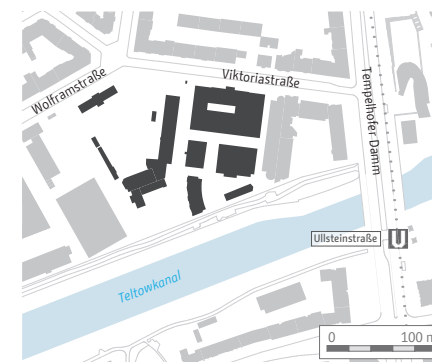 Viktoriastraße
Wolframstraße
Tempelhofer Damm
Ullsteinstraße
U
Teltowkanal
0
100 m